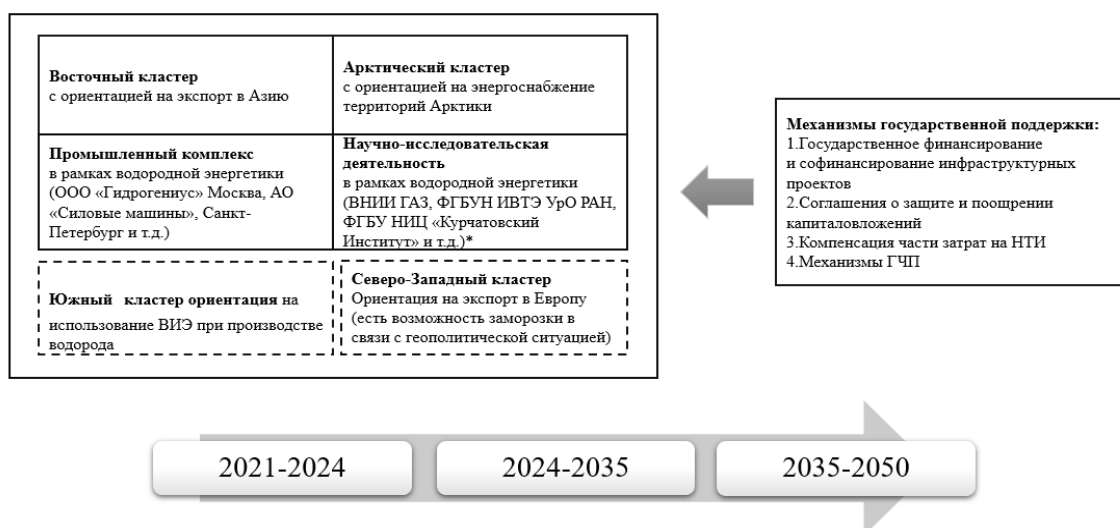 Восточный кластер
с ориентацией на экспорт в Азию
Арктический кластер
с ориентацией на энергоснабжение
территорий Арктики
Промышленный комплекс
в рамках водородной энергетики
(ООО «Гидрогениус» Москва, АО
«Силовые машины», Санкт-
Петербург и т.д.)
Научно-исследовательская
деятельность
в рамках водородной энергетики
(ВНИИ ГАЗ, ФГБУН ИВТЭ УрО РАН,
ФГБУ НИЦ «Курчатовский
Институт» и т.д.)*
Южный кластер ориентация на
использование ВИЭ при производстве
водорода
Северо-Западный кластер
Ориентация на экспорт в Европу
(есть возможность заморозки в
связи с геополитической ситуацией)
Механизмы государственной поддержки:
1.Государственное финансирование
и софинансирование инфраструктурных
проектов
2.Соглашения о защите и поощрении
капиталовложений
3.Компенсация части затрат на НТИ
4.Механизмы ГЧП
2021-2024
2024-2035
2035-2050